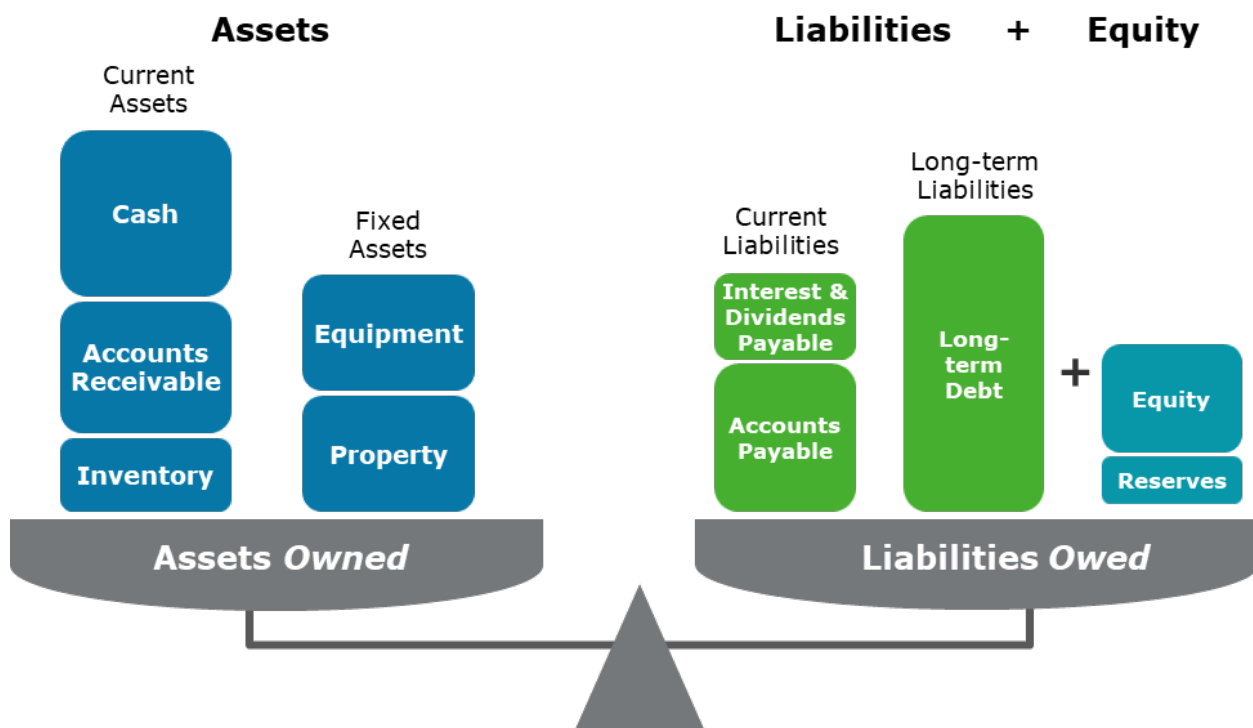 Assets
Liabilities + Equity
Current
Assets
Cash
Accounts
Receivable
Inventory
Fixed
Assets
Equipment
Property
Current
Liabilities
Interest &
Dividends
Payable
Accounts
Payable
Long-term
Liabilities
Long-
term
Debt
+
Equity
Reserves
Assets Owned
Liabilities Owed